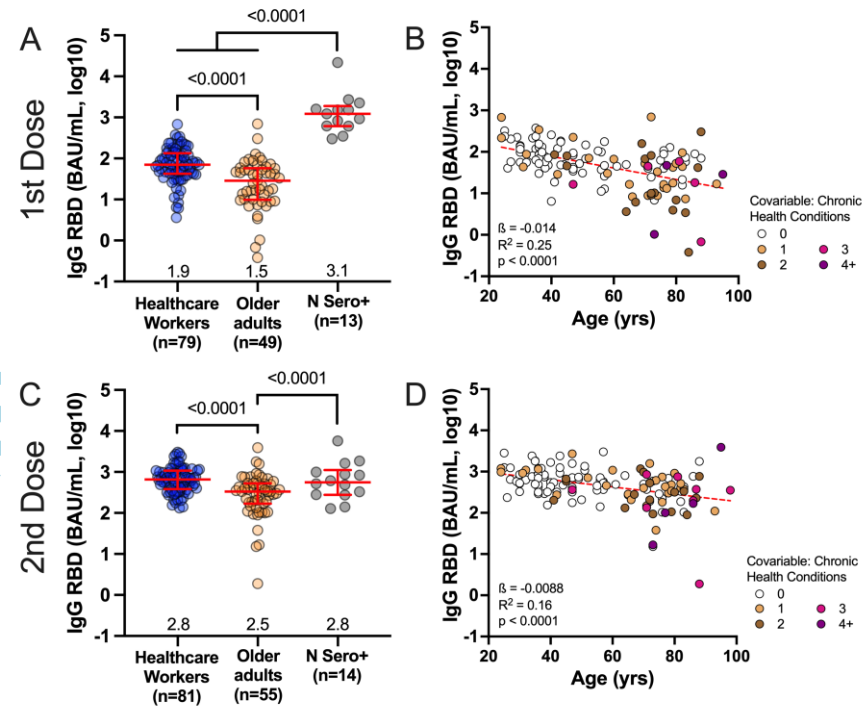 A
1st Dose
IgG RBD (BAU/mL, log10)
5
4
3
2
1
0
-1
<0.0001
<0.0001
1.9
1.5
3.1
Healthcare
Workers
(n=79)
Older
adults
(n=49)
N Sero+
(n=13)
B
IgG RBD (BAU/mL, log10)
5
4
3
2
1
0
-1
ß = -0.014
R² = 0.25
p < 0.0001
20 40 60 80 100
Age (yrs)
Covariable: Chronic
Health Conditions
0
1 3
2 4+
C
2nd Dose
IgG RBD (BAU/mL, log10)
5
4
3
2
1
0
-1
<0.0001
<0.0001
2.8
2.5
2.8
Healthcare
Workers
(n=81)
Older
adults
(n=55)
N Sero+
(n=14)
D
IgG RBD (BAU/mL, log10)
5
4
3
2
1
0
-1
ß = -0.0088
R² = 0.16
p < 0.0001
20 40 60 80 100
Age (yrs)
Covariable: Chronic
Health Conditions
0
1 3
2 4+